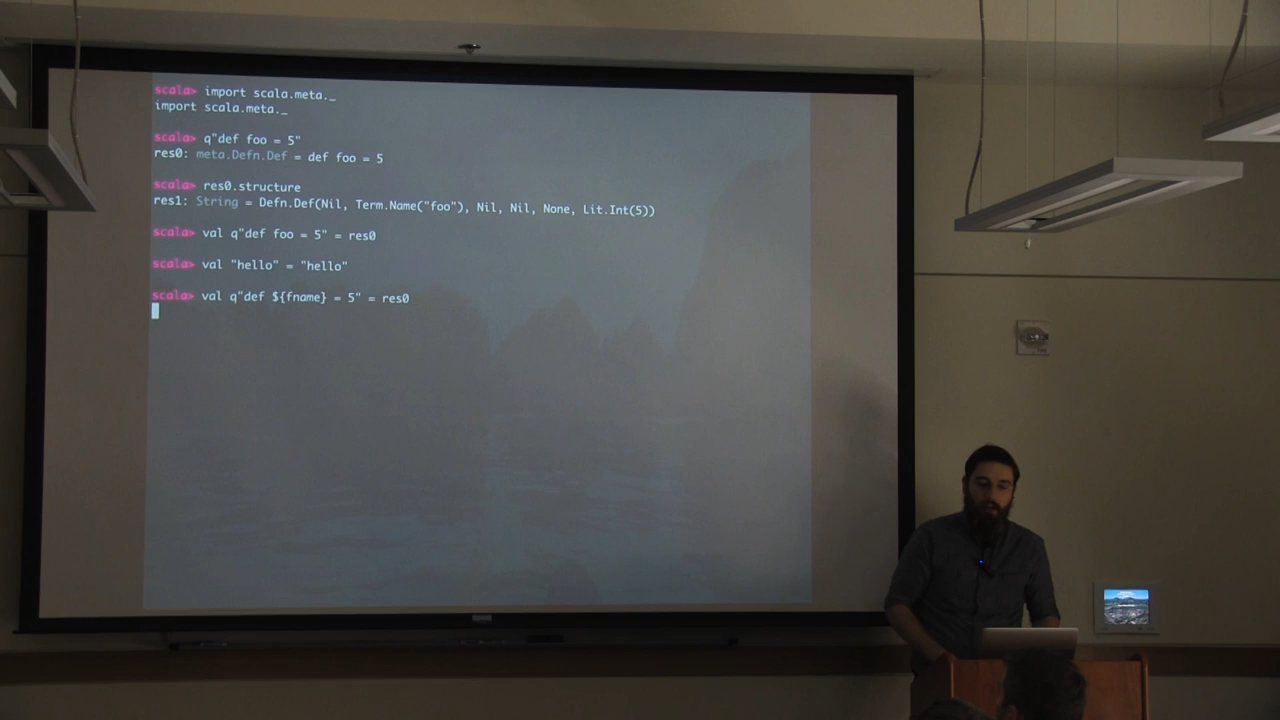 scala> import scala.meta._
import scala.meta._
scala> q"def foo = 5"
res0: meta.Defn.Def = def foo = 5
scala> res0.structure
res1: String = Defn.Def(Nil, Term.Name("foo"), Nil, Nil, None, Lit.Int(5))
scala> val q"def foo = 5" = res0
scala> val "hello" = "hello"
scala> val q"def ${fname} = 5" = res0